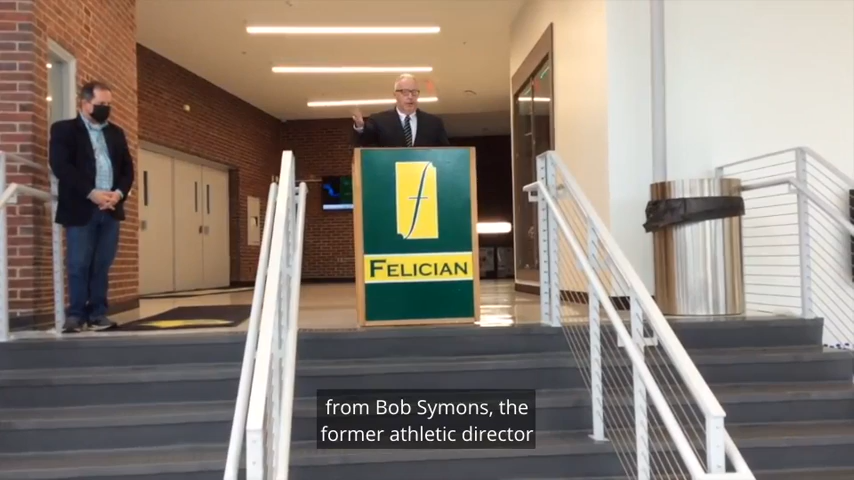 f
FELICIAN
from Bob Symons, the
former athletic director